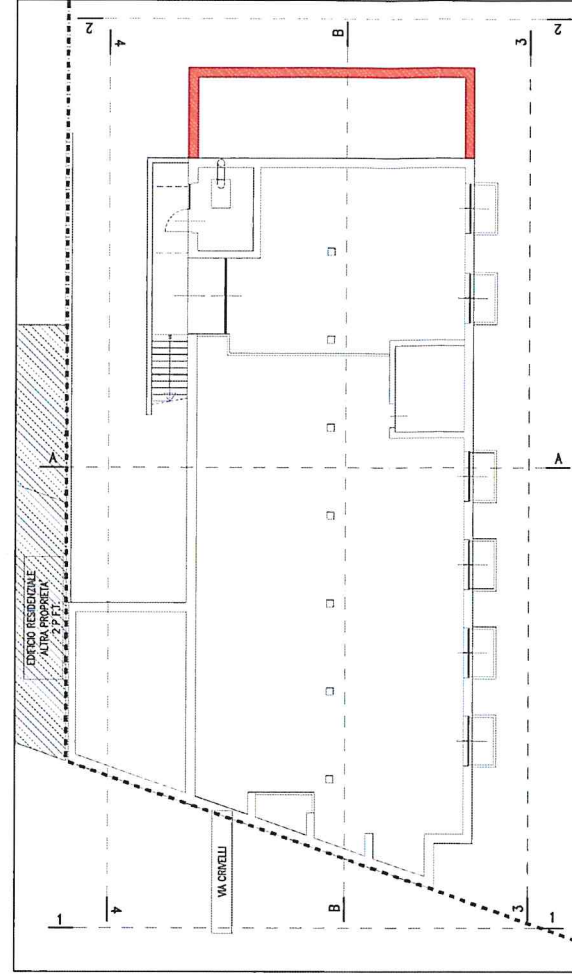 2
4
B
3
2
A
A
EDIFICIO RESIDENZIALE
ALTRA PROPRIETA'
2 P.F.T.
VIA CRIVELLI
1
4
B
3
1